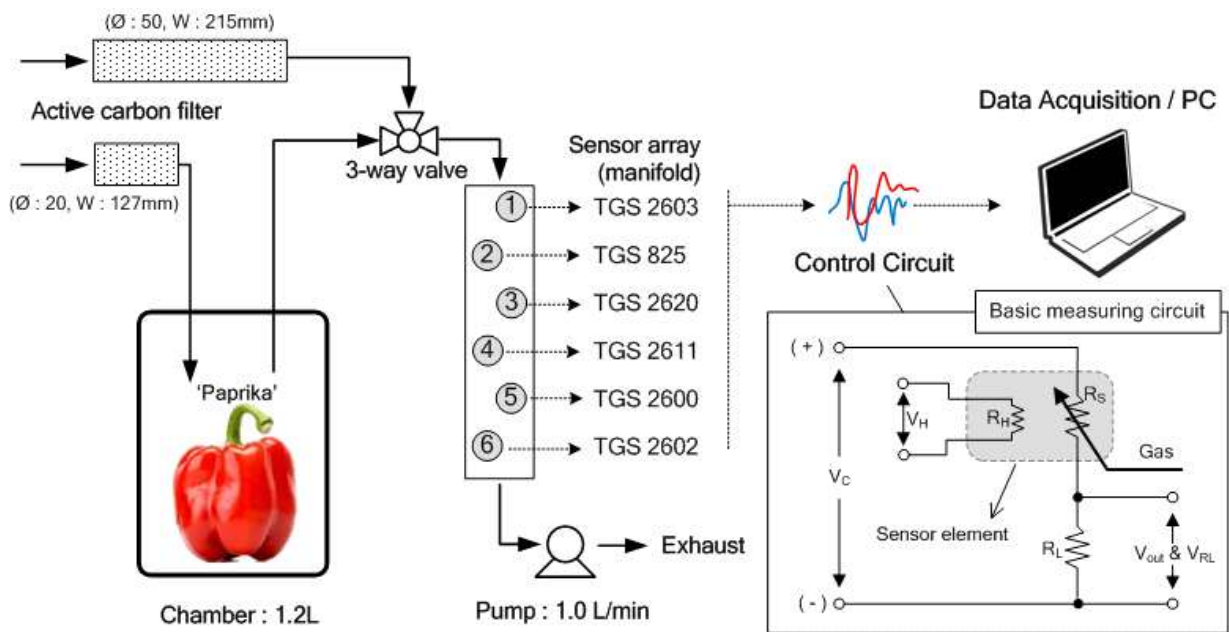 (Ø : 50, W : 215mm)
Active carbon filter
(Ø : 20, W : 127mm)
3-way valve
'Paprika'
Chamber : 1.2L
Sensor array
(manifold)
1
TGS 2603
2
TGS 825
3
TGS 2620
4
TGS 2611
5
TGS 2600
6
TGS 2602
Exhaust
Pump : 1.0 L/min
Data Acquisition / PC
Control Circuit
Basic measuring circuit
(+)
VH
RH
RS
Gas
VC
Sensor element
RL
Vout & VRL
(-)